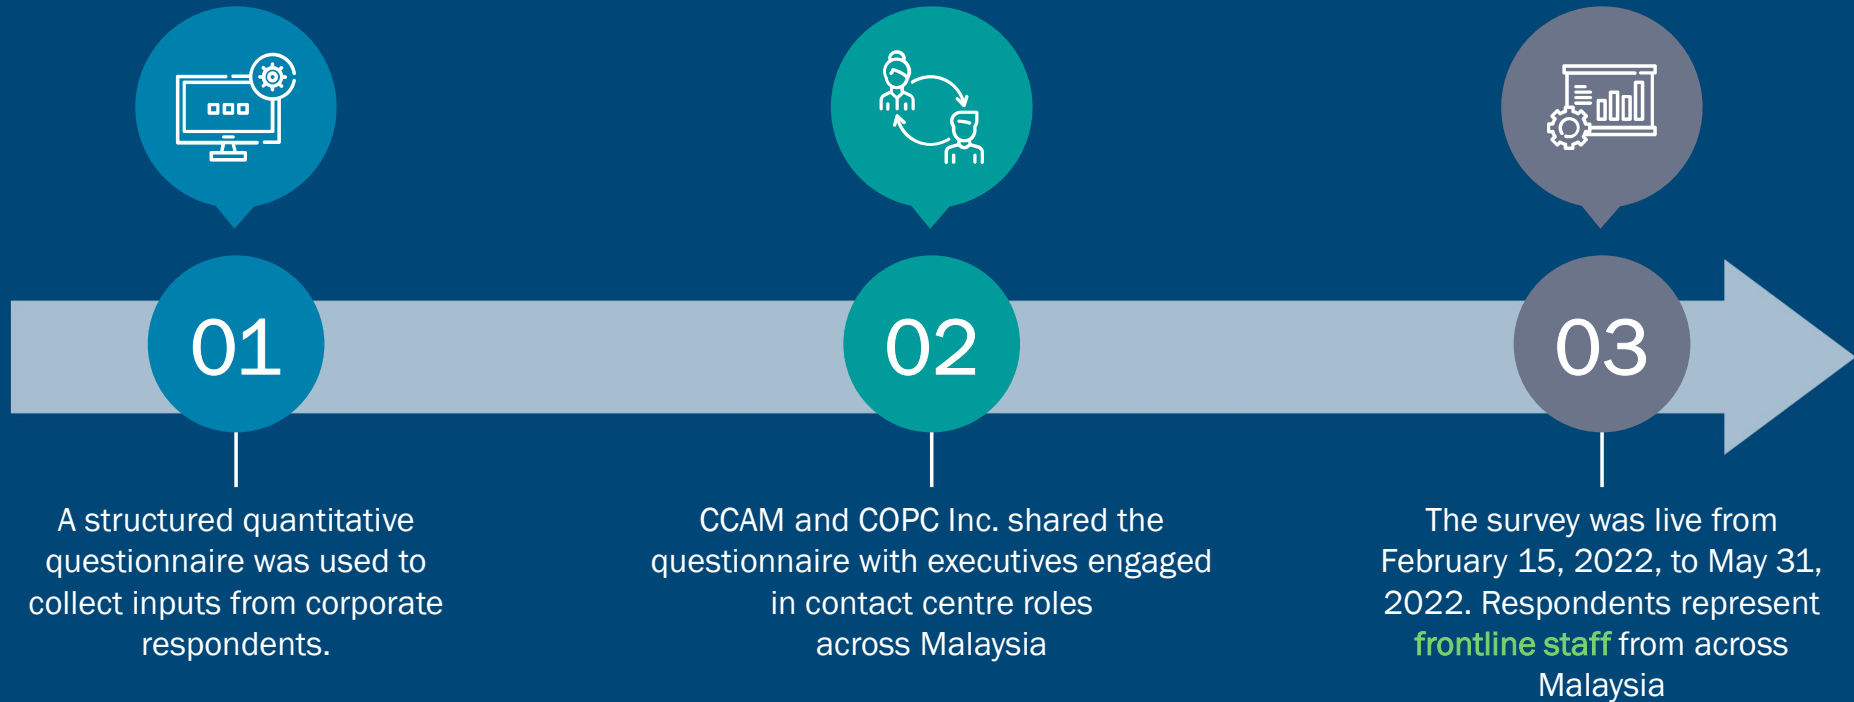 01
A structured quantitative
questionnaire was used to
collect inputs from corporate
respondents.
02
CCAM and COPC Inc. shared the
questionnaire with executives engaged
in contact centre roles
across Malaysia
03
The survey was live from
February 15, 2022, to May 31,
2022. Respondents represent
frontline staff from across
Malaysia